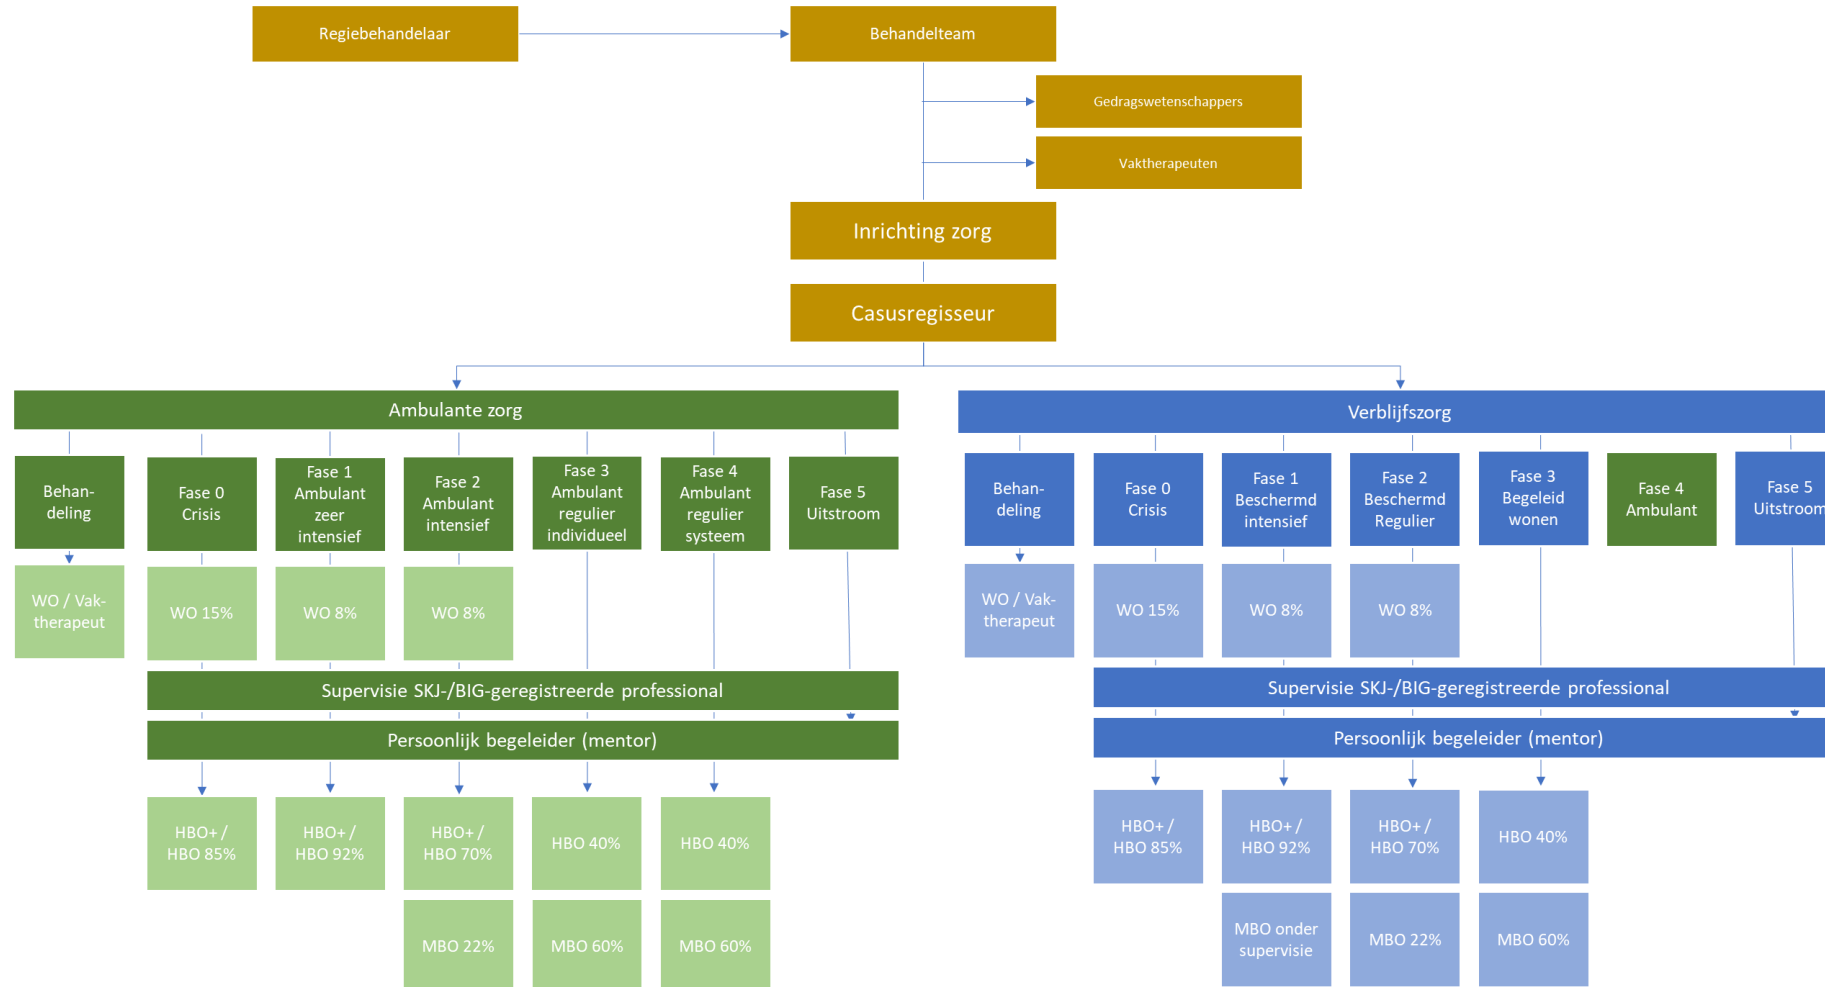 Regiebehandelaar
Behandelteam
Gedragswetenschappers
Vaktherapeuten
Inrichting zorg
Casusregisseur
Ambulante zorg
Behan-
deling
Fase 0
Crisis
Fase 1
Ambulant
zeer
intensief
Fase 2
Ambulant
intensief
Fase 3
Ambulant
regulier
individueel
Fase 4
Ambulant
regulier
systeem
Fase 5
Uitstroom
WO / Vak-
therapeut
WO 15%
WO 8%
WO 8%
Supervisie SKJ-/BIG-geregistreerde professional
Persoonlijk begeleider (mentor)
HBO+ /
HBO 85%
HBO+ /
HBO 92%
HBO+ /
HBO 70%
HBO 40%
HBO 40%
MBO 22%
MBO 60%
MBO 60%
Verblijfszorg
Behan-
deling
Fase 0
Crisis
Fase 1
Beschermd
intensief
Fase 2
Beschermd
Regulier
Fase 3
Begeleid
wonen
Fase 4
Ambulant
Fase 5
Uitstroom
WO / Vak-
therapeut
WO 15%
WO 8%
WO 8%
Supervisie SKJ-/BIG-geregistreerde professional
Persoonlijk begeleider (mentor)
HBO+ /
HBO 85%
HBO+ /
HBO 92%
HBO+ /
HBO 70%
HBO 40%
MBO onder
supervisie
MBO 22%
MBO 60%